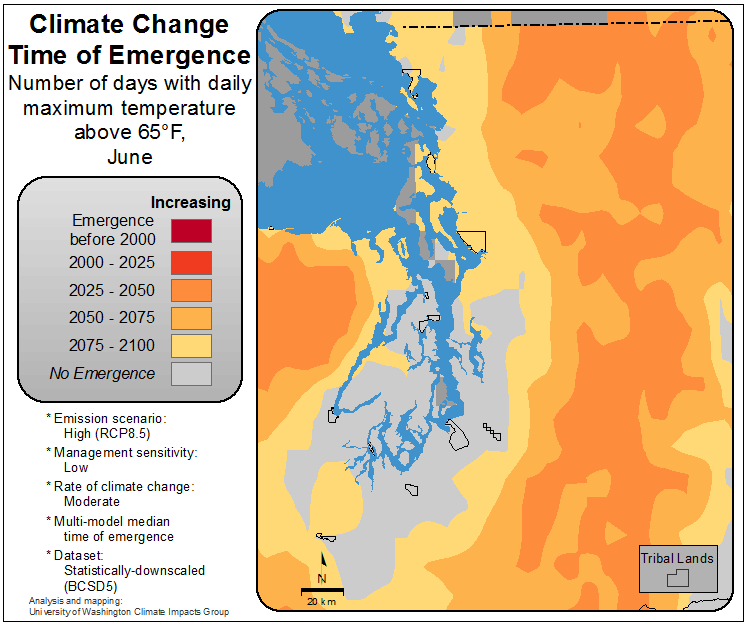 Climate Change
Time of Emergence
Number of days with daily
maximum temperature
above 65°F,
June
Increasing
Emergence
before 2000
2000 - 2025
2025 - 2050
2050 - 2075
2075 - 2100
No Emergence
* Emission scenario:
High (RCP8.5)
* Management sensitivity:
Low
* Rate of climate change:
Moderate
* Multi-model median
time of emergence
* Dataset:
Statistically-downscaled
(BCSD5)
Analysis and mapping:
University of Washington Climate Impacts Group
N
20 km
Tribal Lands